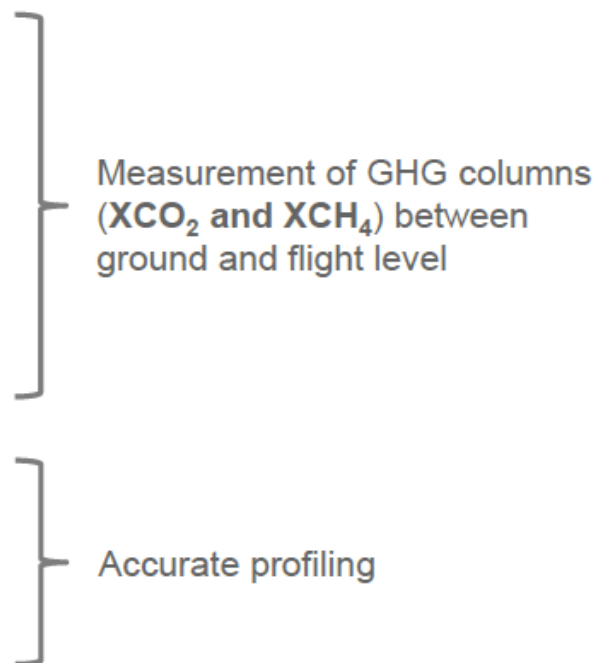 Measurement of GHG columns
(XCO₂ and XCH₄) between
ground and flight level
Accurate profiling